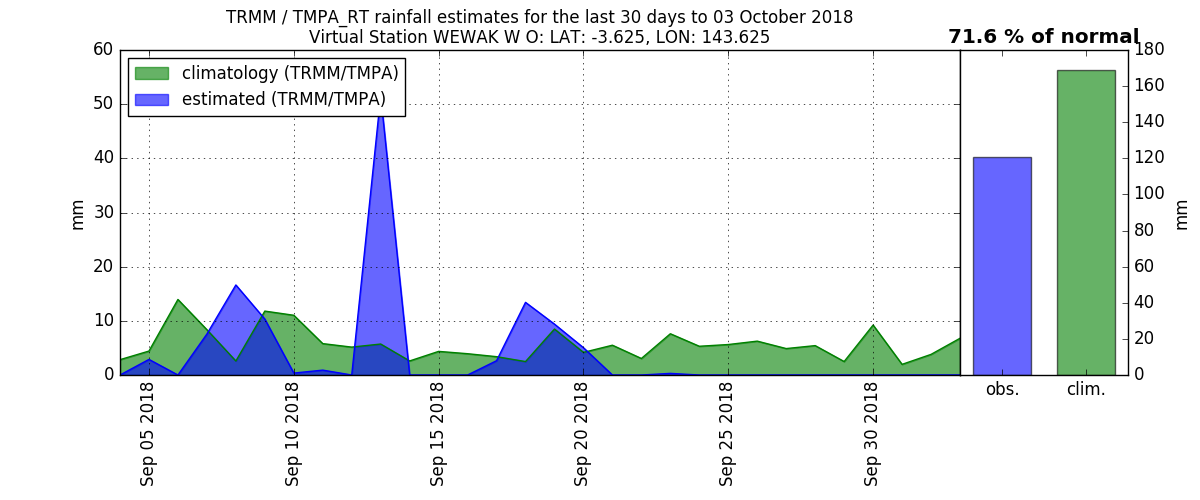 TRMM / TMPA_RT rainfall estimates for the last 30 days to 03 October 2018
Virtual Station WEWAK W O: LAT: -3.625, LON: 143.625
71.6 % of normal
climatology (TRMM/TMPA)
estimated (TRMM/TMPA)
60
50
40
30
20
10
0
mm
Sep 05 2018
Sep 10 2018
Sep 15 2018
Sep 20 2018
Sep 25 2018
Sep 30 2018
obs.
clim.
180
160
140
120
100
80
60
40
20
0
mm